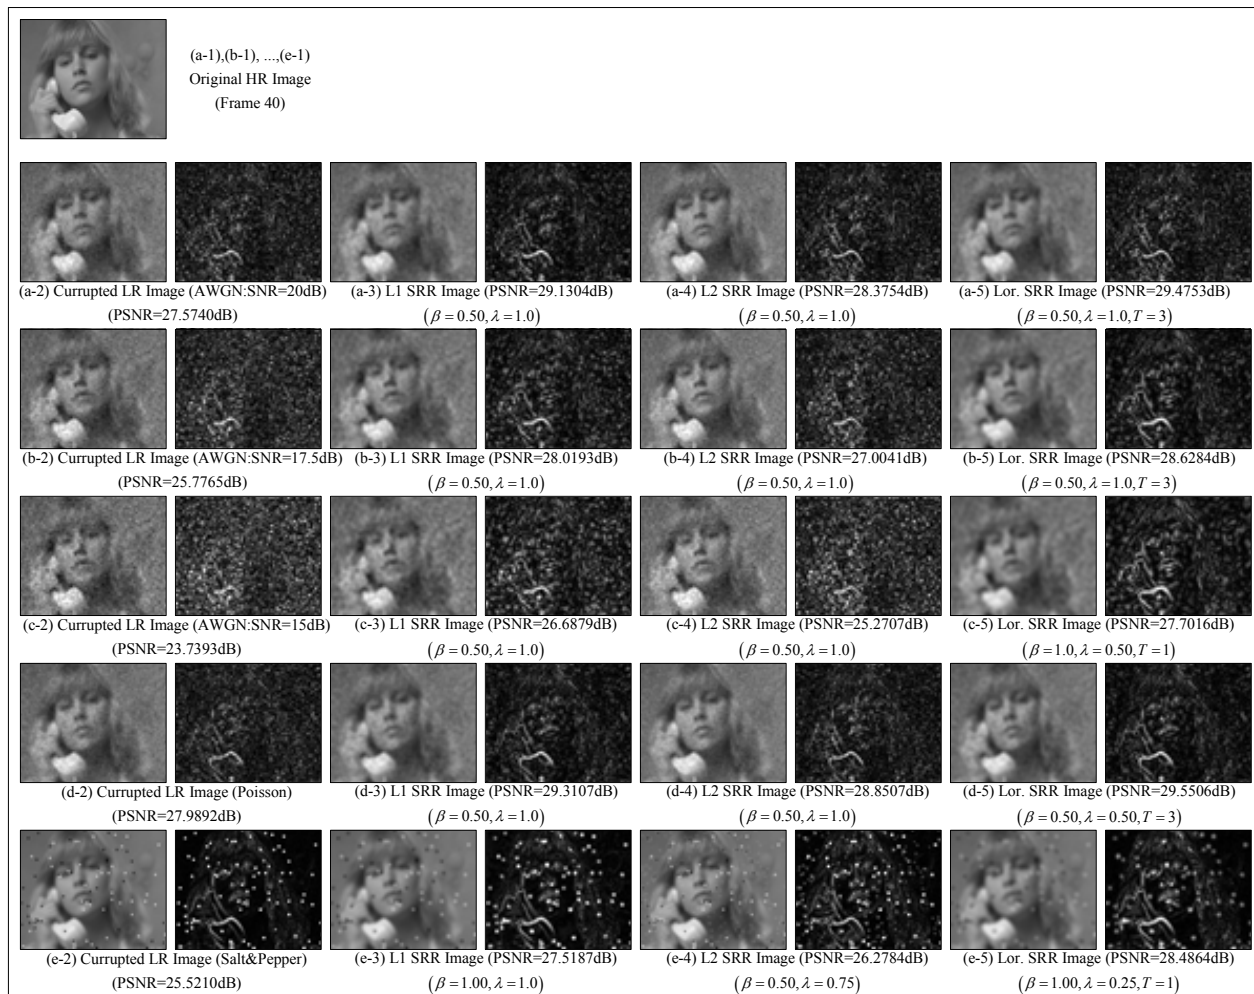 (a-1),(b-1), ...,(e-1)
Original HR Image
(Frame 40)
(a-2) Currupted LR Image (AWGN:SNR=20dB)
(PSNR=27.5740dB)
(a-3) L1 SRR Image (PSNR=29.1304dB)
(β = 0.50, λ = 1.0)
(a-4) L2 SRR Image (PSNR=28.3754dB)
(β = 0.50, λ = 1.0)
(a-5) Lor. SRR Image (PSNR=29.4753dB)
(β = 0.50, λ = 1.0, T = 3)
(b-2) Currupted LR Image (AWGN:SNR=17.5dB)
(PSNR=25.7765dB)
(b-3) L1 SRR Image (PSNR=28.0193dB)
(β = 0.50, λ = 1.0)
(b-4) L2 SRR Image (PSNR=27.0041dB)
(β = 0.50, λ = 1.0)
(b-5) Lor. SRR Image (PSNR=28.6284dB)
(β = 0.50, λ = 1.0, T = 3)
(c-2) Currupted LR Image (AWGN:SNR=15dB)
(PSNR=23.7393dB)
(c-3) L1 SRR Image (PSNR=26.6879dB)
(β = 0.50, λ = 1.0)
(c-4) L2 SRR Image (PSNR=25.2707dB)
(β = 0.50, λ = 1.0)
(c-5) Lor. SRR Image (PSNR=27.7016dB)
(β = 1.0, λ = 0.50, T = 1)
(d-2) Currupted LR Image (Poisson)
(PSNR=27.9892dB)
(d-3) L1 SRR Image (PSNR=29.3107dB)
(β = 0.50, λ = 1.0)
(d-4) L2 SRR Image (PSNR=28.8507dB)
(β = 0.50, λ = 1.0)
(d-5) Lor. SRR Image (PSNR=29.5506dB)
(β = 0.50, λ = 0.50, T = 3)
(e-2) Currupted LR Image (Salt&Pepper)
(PSNR=25.5210dB)
(e-3) L1 SRR Image (PSNR=27.5187dB)
(β = 1.00, λ = 1.0)
(e-4) L2 SRR Image (PSNR=26.2784dB)
(β = 0.50, λ = 0.75)
(e-5) Lor. SRR Image (PSNR=28.4864dB)
(β = 1.00, λ = 0.25, T = 1)